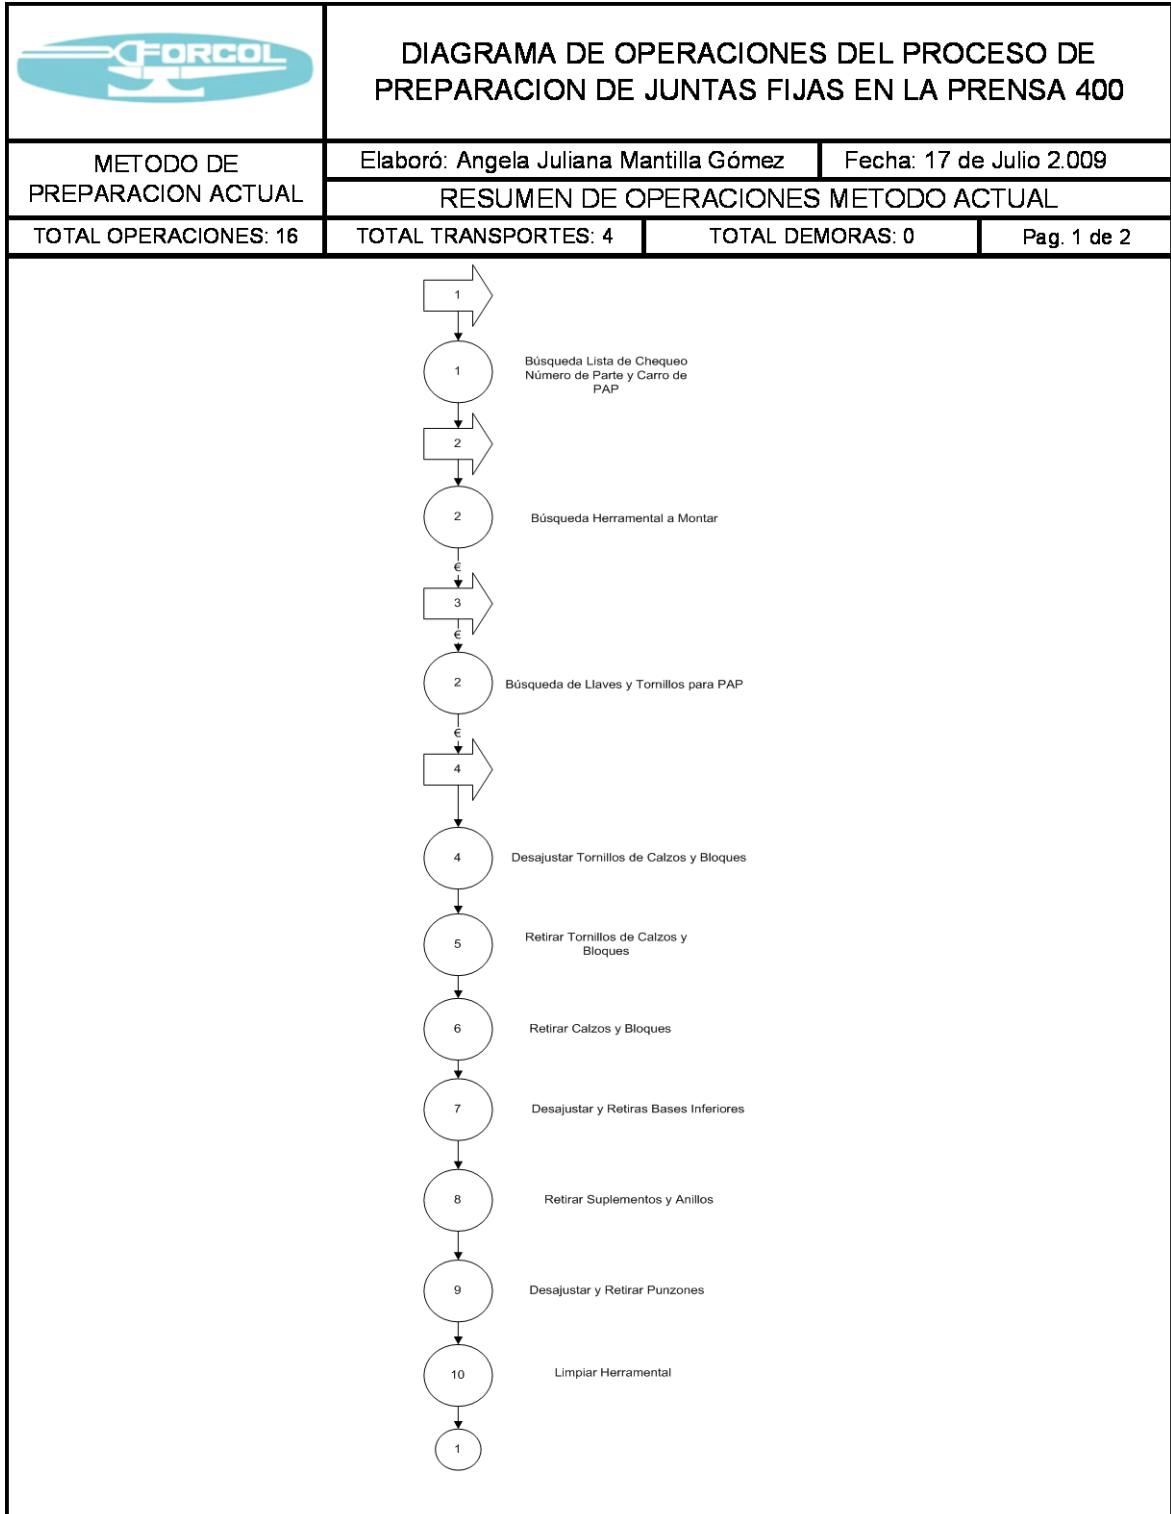 FORCOL
DIAGRAMA DE OPERACIONES DEL PROCESO DE
PREPARACION DE JUNTAS FIJAS EN LA PRENSA 400
METODO DE
PREPARACION ACTUAL
Elaboró: Angela Juliana Mantilla Gómez
Fecha: 17 de Julio 2.009
RESUMEN DE OPERACIONES METODO ACTUAL
TOTAL OPERACIONES: 16
TOTAL TRANSPORTES: 4
TOTAL DEMORAS: 0
Pag. 1 de 2
1
1
Búsqueda Lista de Chequeo
Número de Parte y Carro de
PAP
2
2
Búsqueda Herramental a Montar
€
3
€
2
Búsqueda de Llaves y Tornillos para PAP
€
4
4
Desajustar Tornillos de Calzos y Bloques
5
Retirar Tornillos de Calzos y
Bloques
6
Retirar Calzos y Bloques
7
Desajustar y Retiras Bases Inferiores
8
Retirar Suplementos y Anillos
9
Desajustar y Retirar Punzones
10
Limpiar Herramental
1